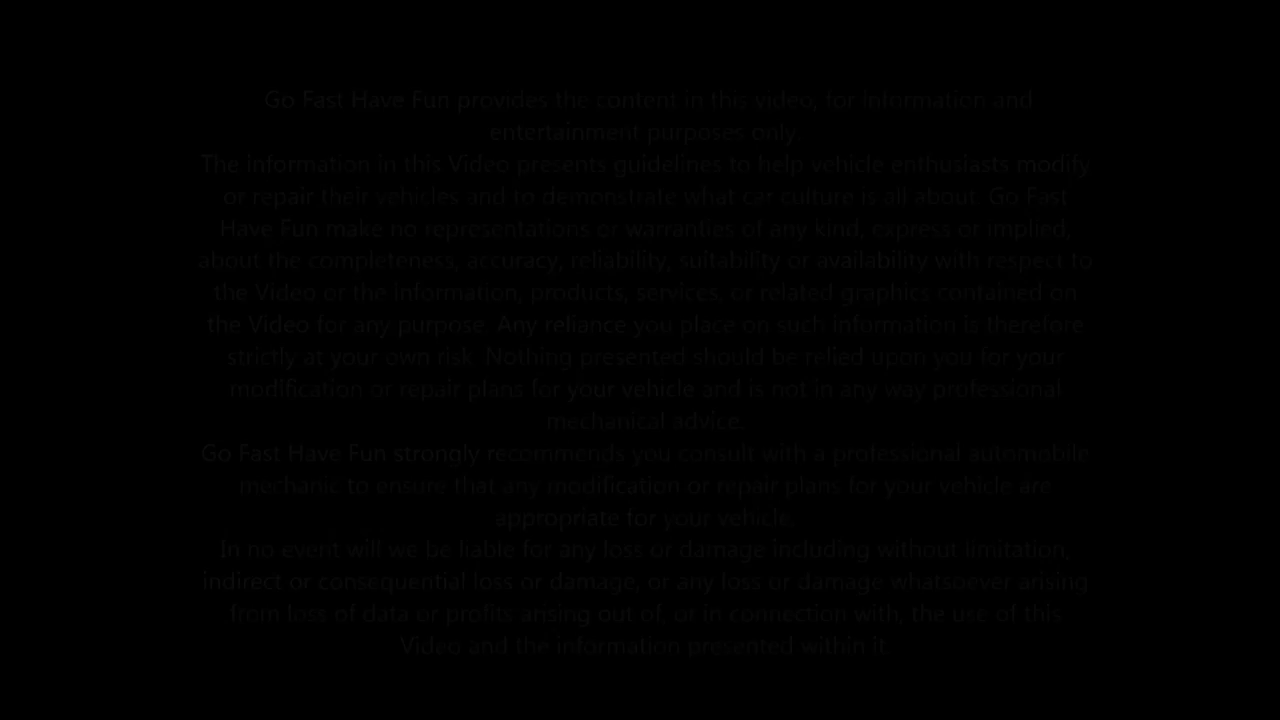 Go Fast Have Fun provides the content in this video, for information and
entertainment purposes only.
The information in this Video presents guidelines to help vehicle enthusiasts modify
or repair their vehicles and to demonstrate what car culture is all about. Go Fast
Have Fun make no representations or warranties of any kind, express or implied,
about the completeness, accuracy, reliability, suitability or availability with respect to
the Video or the information, products, services, or related graphics contained on
the Video for any purpose. Any reliance you place on such information is therefore
strictly at your own risk. Nothing presented should be relied upon you for your
modification or repair plans for your vehicle and is not in any way professional
mechanical advice.
Go Fast Have Fun strongly recommends you consult with a professional automobile
mechanic to ensure that any modification or repair plans for your vehicle are
appropriate for your vehicle.
In no event will we be liable for any loss or damage including without limitation,
indirect or consequential loss or damage, or any loss or damage whatsoever arising
from loss of data or profits arising out of, or in connection with, the use of this
Video and the information presented within it.